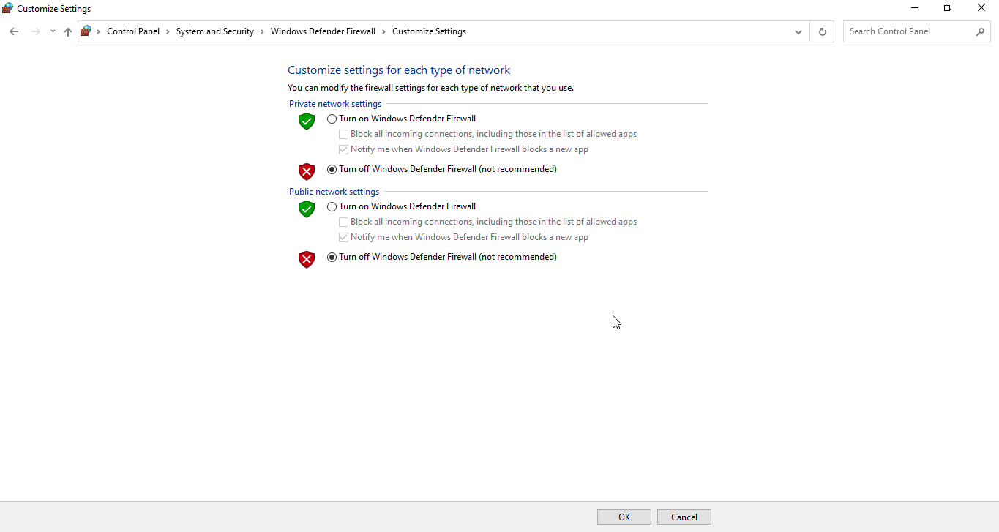 Customize Settings
Control Panel > System and Security > Windows Defender Firewall > Customize Settings
Search Control Panel
Customize settings for each type of network
You can modify the firewall settings for each type of network that you use.
Private network settings
Turn on Windows Defender Firewall
Block all incoming connections, including those in the list of allowed apps
Notify me when Windows Defender Firewall blocks a new app
Turn off Windows Defender Firewall (not recommended)
Public network settings
Turn on Windows Defender Firewall
Block all incoming connections, including those in the list of allowed apps
Notify me when Windows Defender Firewall blocks a new app
Turn off Windows Defender Firewall (not recommended)
OK
Cancel